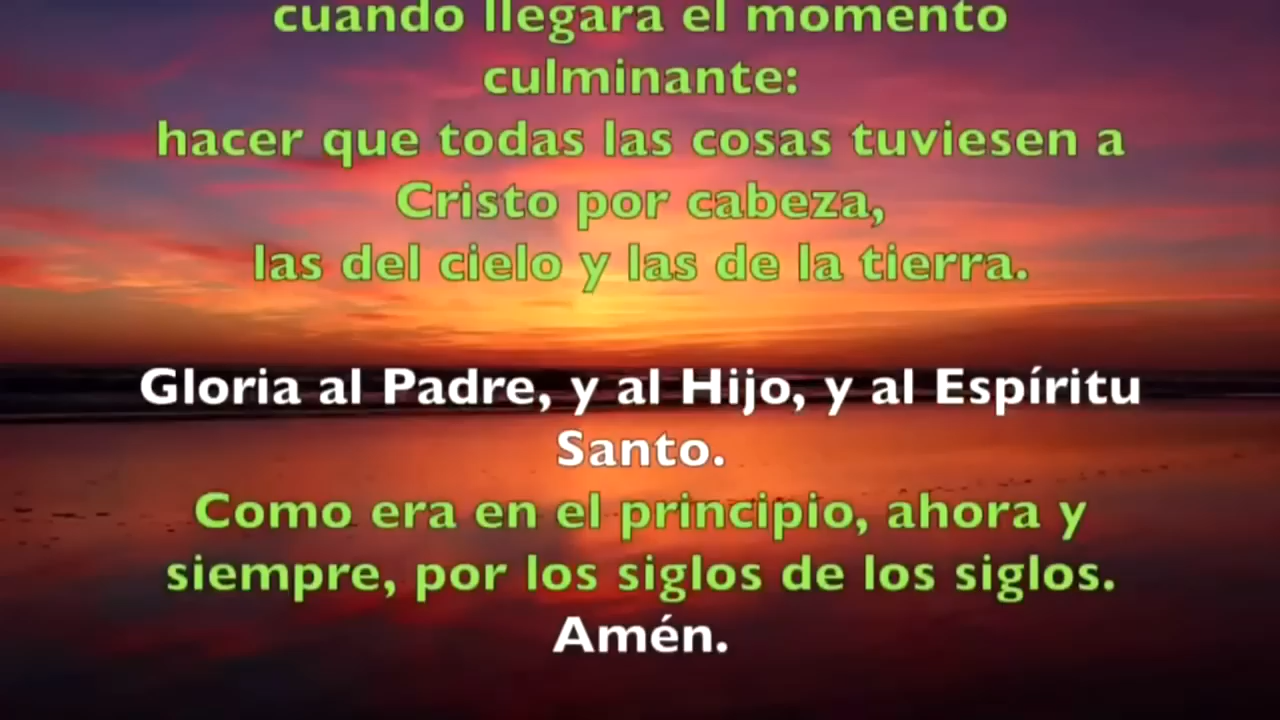 cuando llegara el momento
culminante:
hacer que todas las cosas tuviesen a
Cristo por cabeza,
las del cielo y las de la tierra.
Gloria al Padre, y al Hijo, y al Espíritu
Santo.
Como era en el principio, ahora y
siempre, por los siglos de los siglos.
Amén.